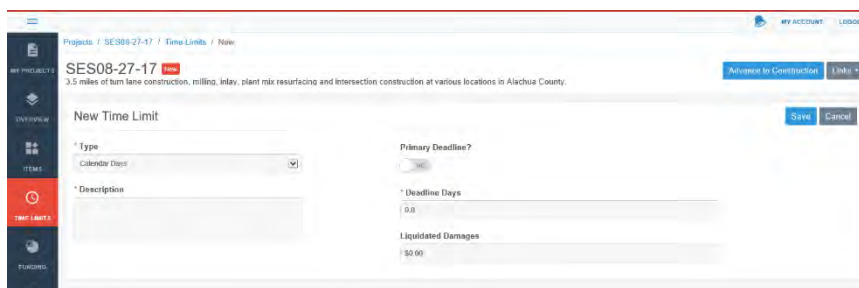 MY ACCOUNT
Projects / SES08-27-17 / Time Limits / New
MY PROJECTS
SES08-27-17 New
3.5 miles of turn lane construction, milling, inlay, plant mix resurfacing and intersection construction at various locations in Alachua County.
Advance to Construction Links
OVERVIEW
New Time Limit
Save Cancel
ITEMS
* Type
Calendar Days
Primary Deadline?
NO
* Description
* Deadline Days
0.0
TIME LIMITS
Liquidated Damages
$0.00
FUNDING